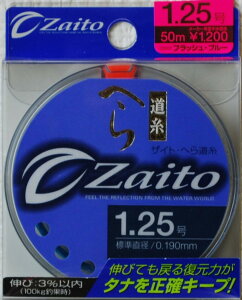 Zaito
1.25号
50m ¥1,200
フラッシュ・ブルー
道糸
へら
ザイト・へら道糸
Zaito
FEEL THE REFLECTION FROM THE WATER WORLD
1.25号
標準直径/0.190mm
伸び:3%以内
(100kg釣果時)
伸びても戻る復元力が
タナを正確キープ!